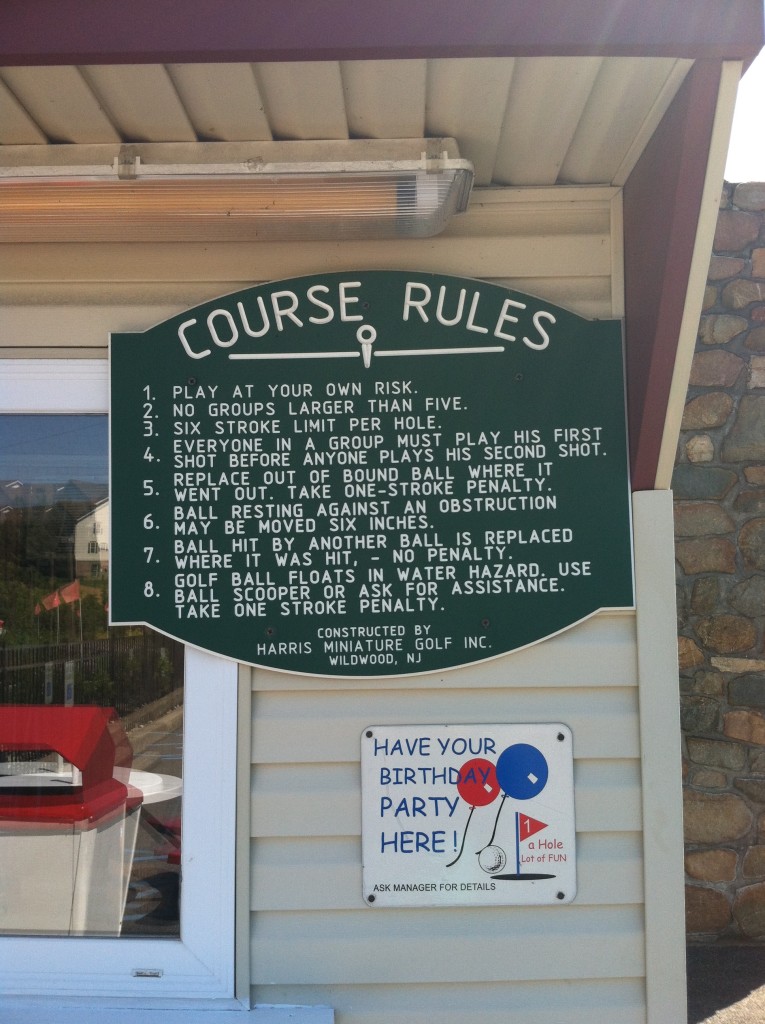 COURSE RULES
1. PLAY AT YOUR OWN RISK.
2. NO GROUPS LARGER THAN FIVE.
3. SIX STROKE LIMIT PER HOLE.
4. EVERYONE IN A GROUP MUST PLAY HIS FIRST
SHOT BEFORE ANYONE PLAYS HIS SECOND SHOT.
5. REPLACE OUT OF BOUND BALL WHERE IT
WENT OUT. TAKE ONE-STROKE PENALTY.
6. BALL RESTING AGAINST AN OBSTRUCTION
MAY BE MOVED SIX INCHES.
7. BALL HIT BY ANOTHER BALL IS REPLACED
WHERE IT WAS HIT, - NO PENALTY.
8. GOLF BALL FLOATS IN WATER HAZARD. USE
BALL SCOOPER OR ASK FOR ASSISTANCE.
TAKE ONE STROKE PENALTY.
CONSTRUCTED BY
HARRIS MINIATURE GOLF INC.
WILDWOOD, NJ
HAVE YOUR
BIRTHDAY
PARTY
HERE!
1
a Hole
Lot of FUN
ASK MANAGER FOR DETAILS